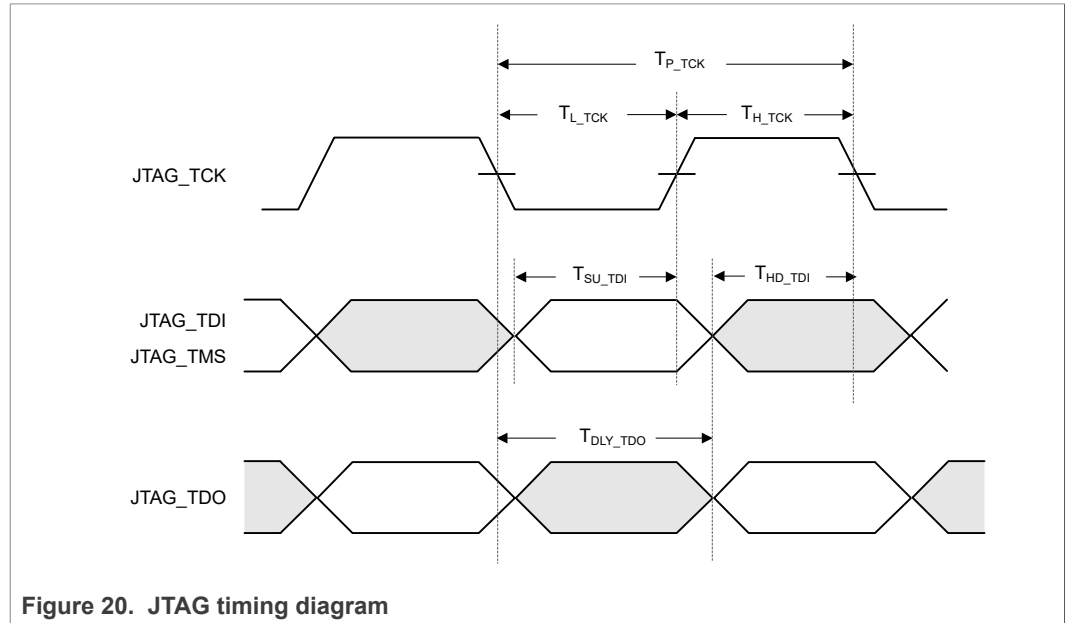 T_P_TCK
T_L_TCK T_H_TCK
JTAG_TCK
T_SU_TDI T_HD_TDI
JTAG_TDI
JTAG_TMS
T_DLY_TDO
JTAG_TDO
Figure 20. JTAG timing diagram